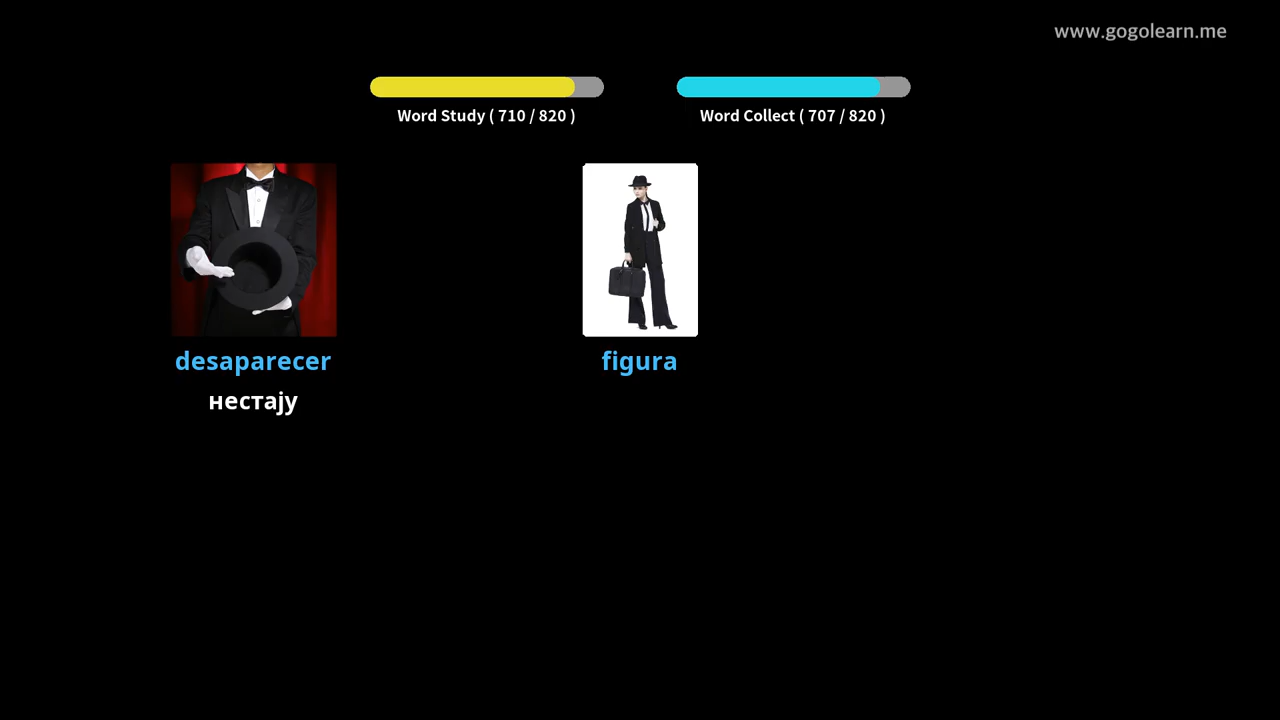 www.gogolearn.me
Word Study ( 710 / 820 )
Word Collect ( 707 / 820 )
desaparecer
figura
нестају